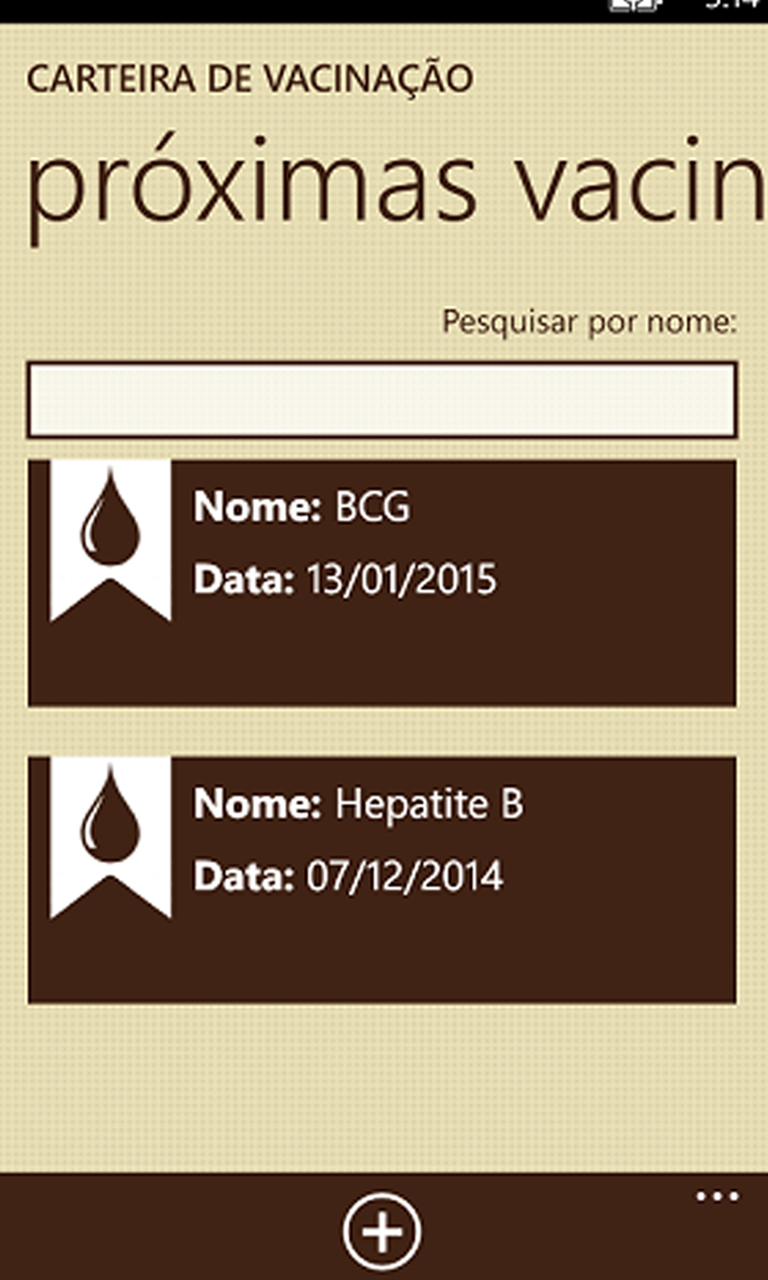 CARTEIRA DE VACINAÇÃO
próximas vacin
Pesquisar por nome:
Nome: BCG
Data: 13/01/2015
Nome: Hepatite B
Data: 07/12/2014